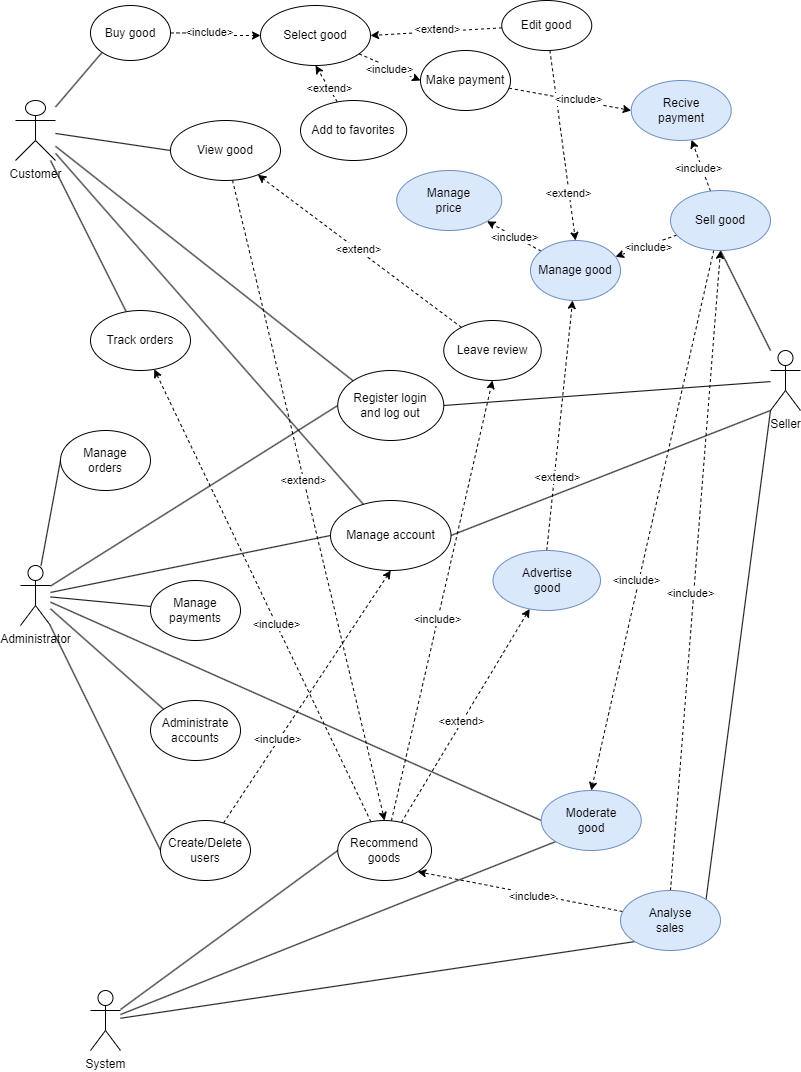 Edit good
<extend>
Buy good
<include>
Select good
<include>
Make payment
<extend>
<include>
Recive
payment
Add to favorites
View good
Customer
<include>
Manage
price
<extend>
Sell good
<include>
<include>
<extend>
Manage good
Track orders
Leave review
Register login
and log out
Seller
Manage
orders
<extend>
<extend>
Manage account
Advertise
good
<include>
<include>
Manage
payments
<include>
<include>
Administrator
Administrate
accounts
<extend>
<include>
Moderate
good
Create/Delete
users
Recommend
goods
<include>
Analyse
sales
System